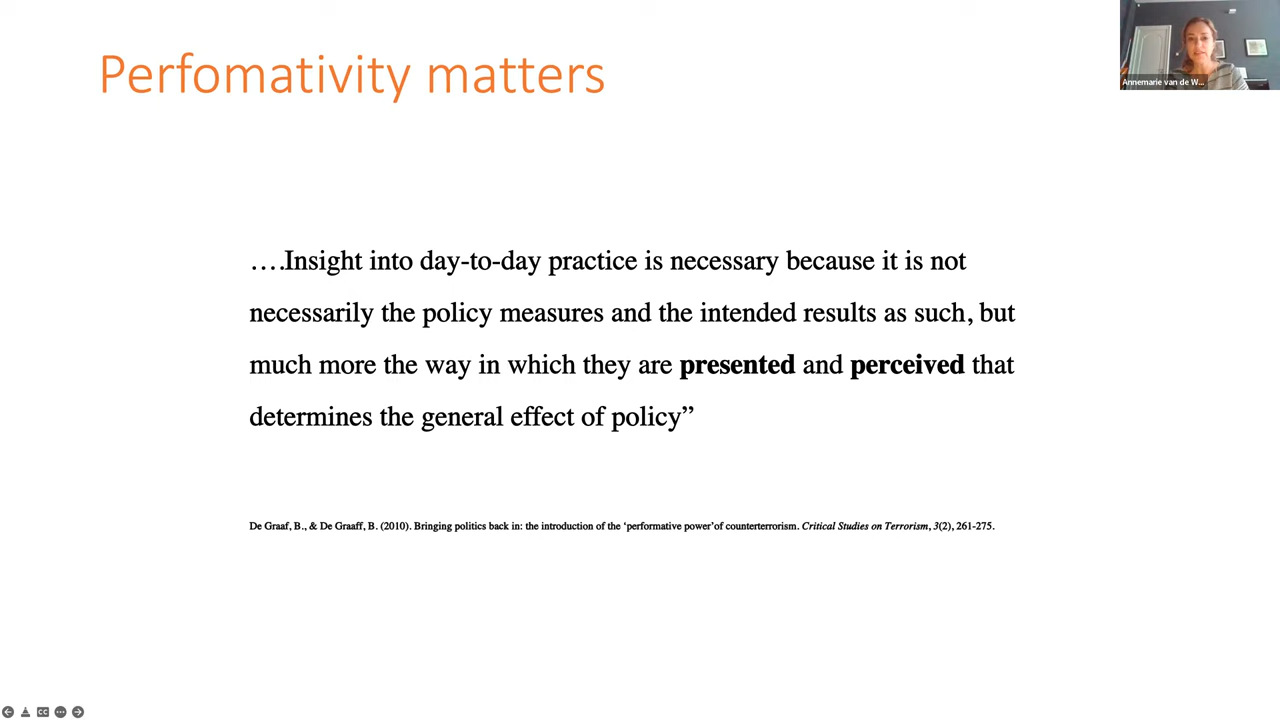 Perfomativity matters
Annemarie van de W...
….Insight into day-to-day practice is necessary because it is not
necessarily the policy measures and the intended results as such, but
much more the way in which they are presented and perceived that
determines the general effect of policy”
De Graaf, B., & De Graaff, B. (2010). Bringing politics back in: the introduction of the ‘performative power’of counterterrorism. Critical Studies on Terrorism, 3(2), 261-275.
CC